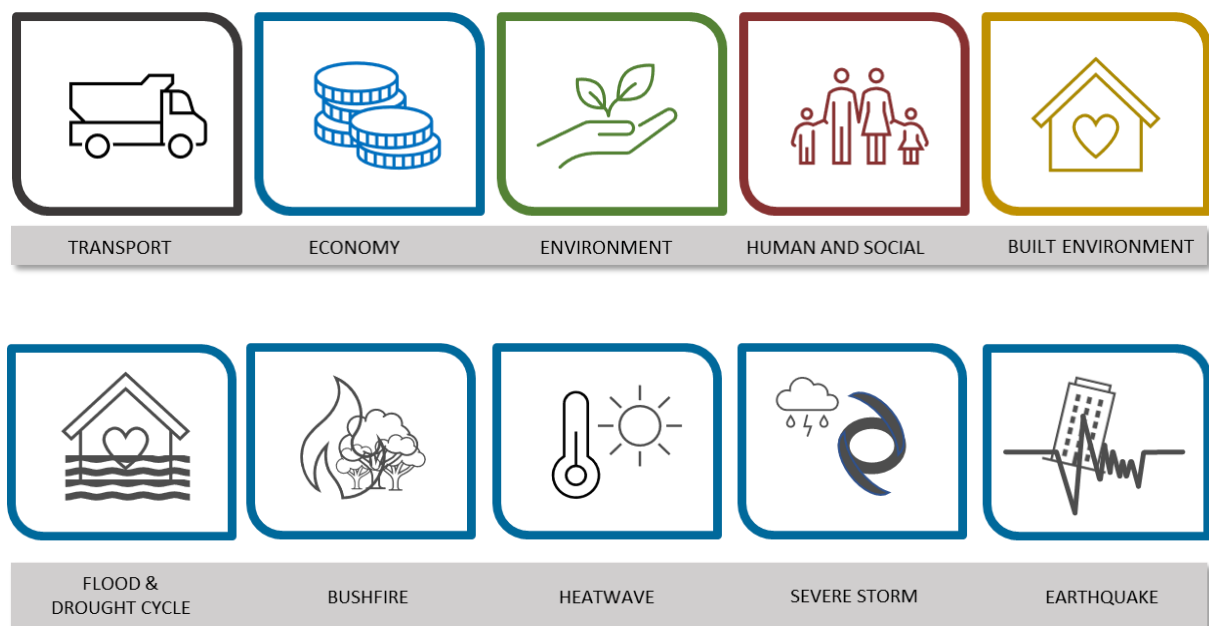 TRANSPORT
ECONOMY
ENVIRONMENT
HUMAN AND SOCIAL
BUILT ENVIRONMENT
FLOOD &
DROUGHT CYCLE
BUSHFIRE
HEATWAVE
SEVERE STORM
EARTHQUAKE